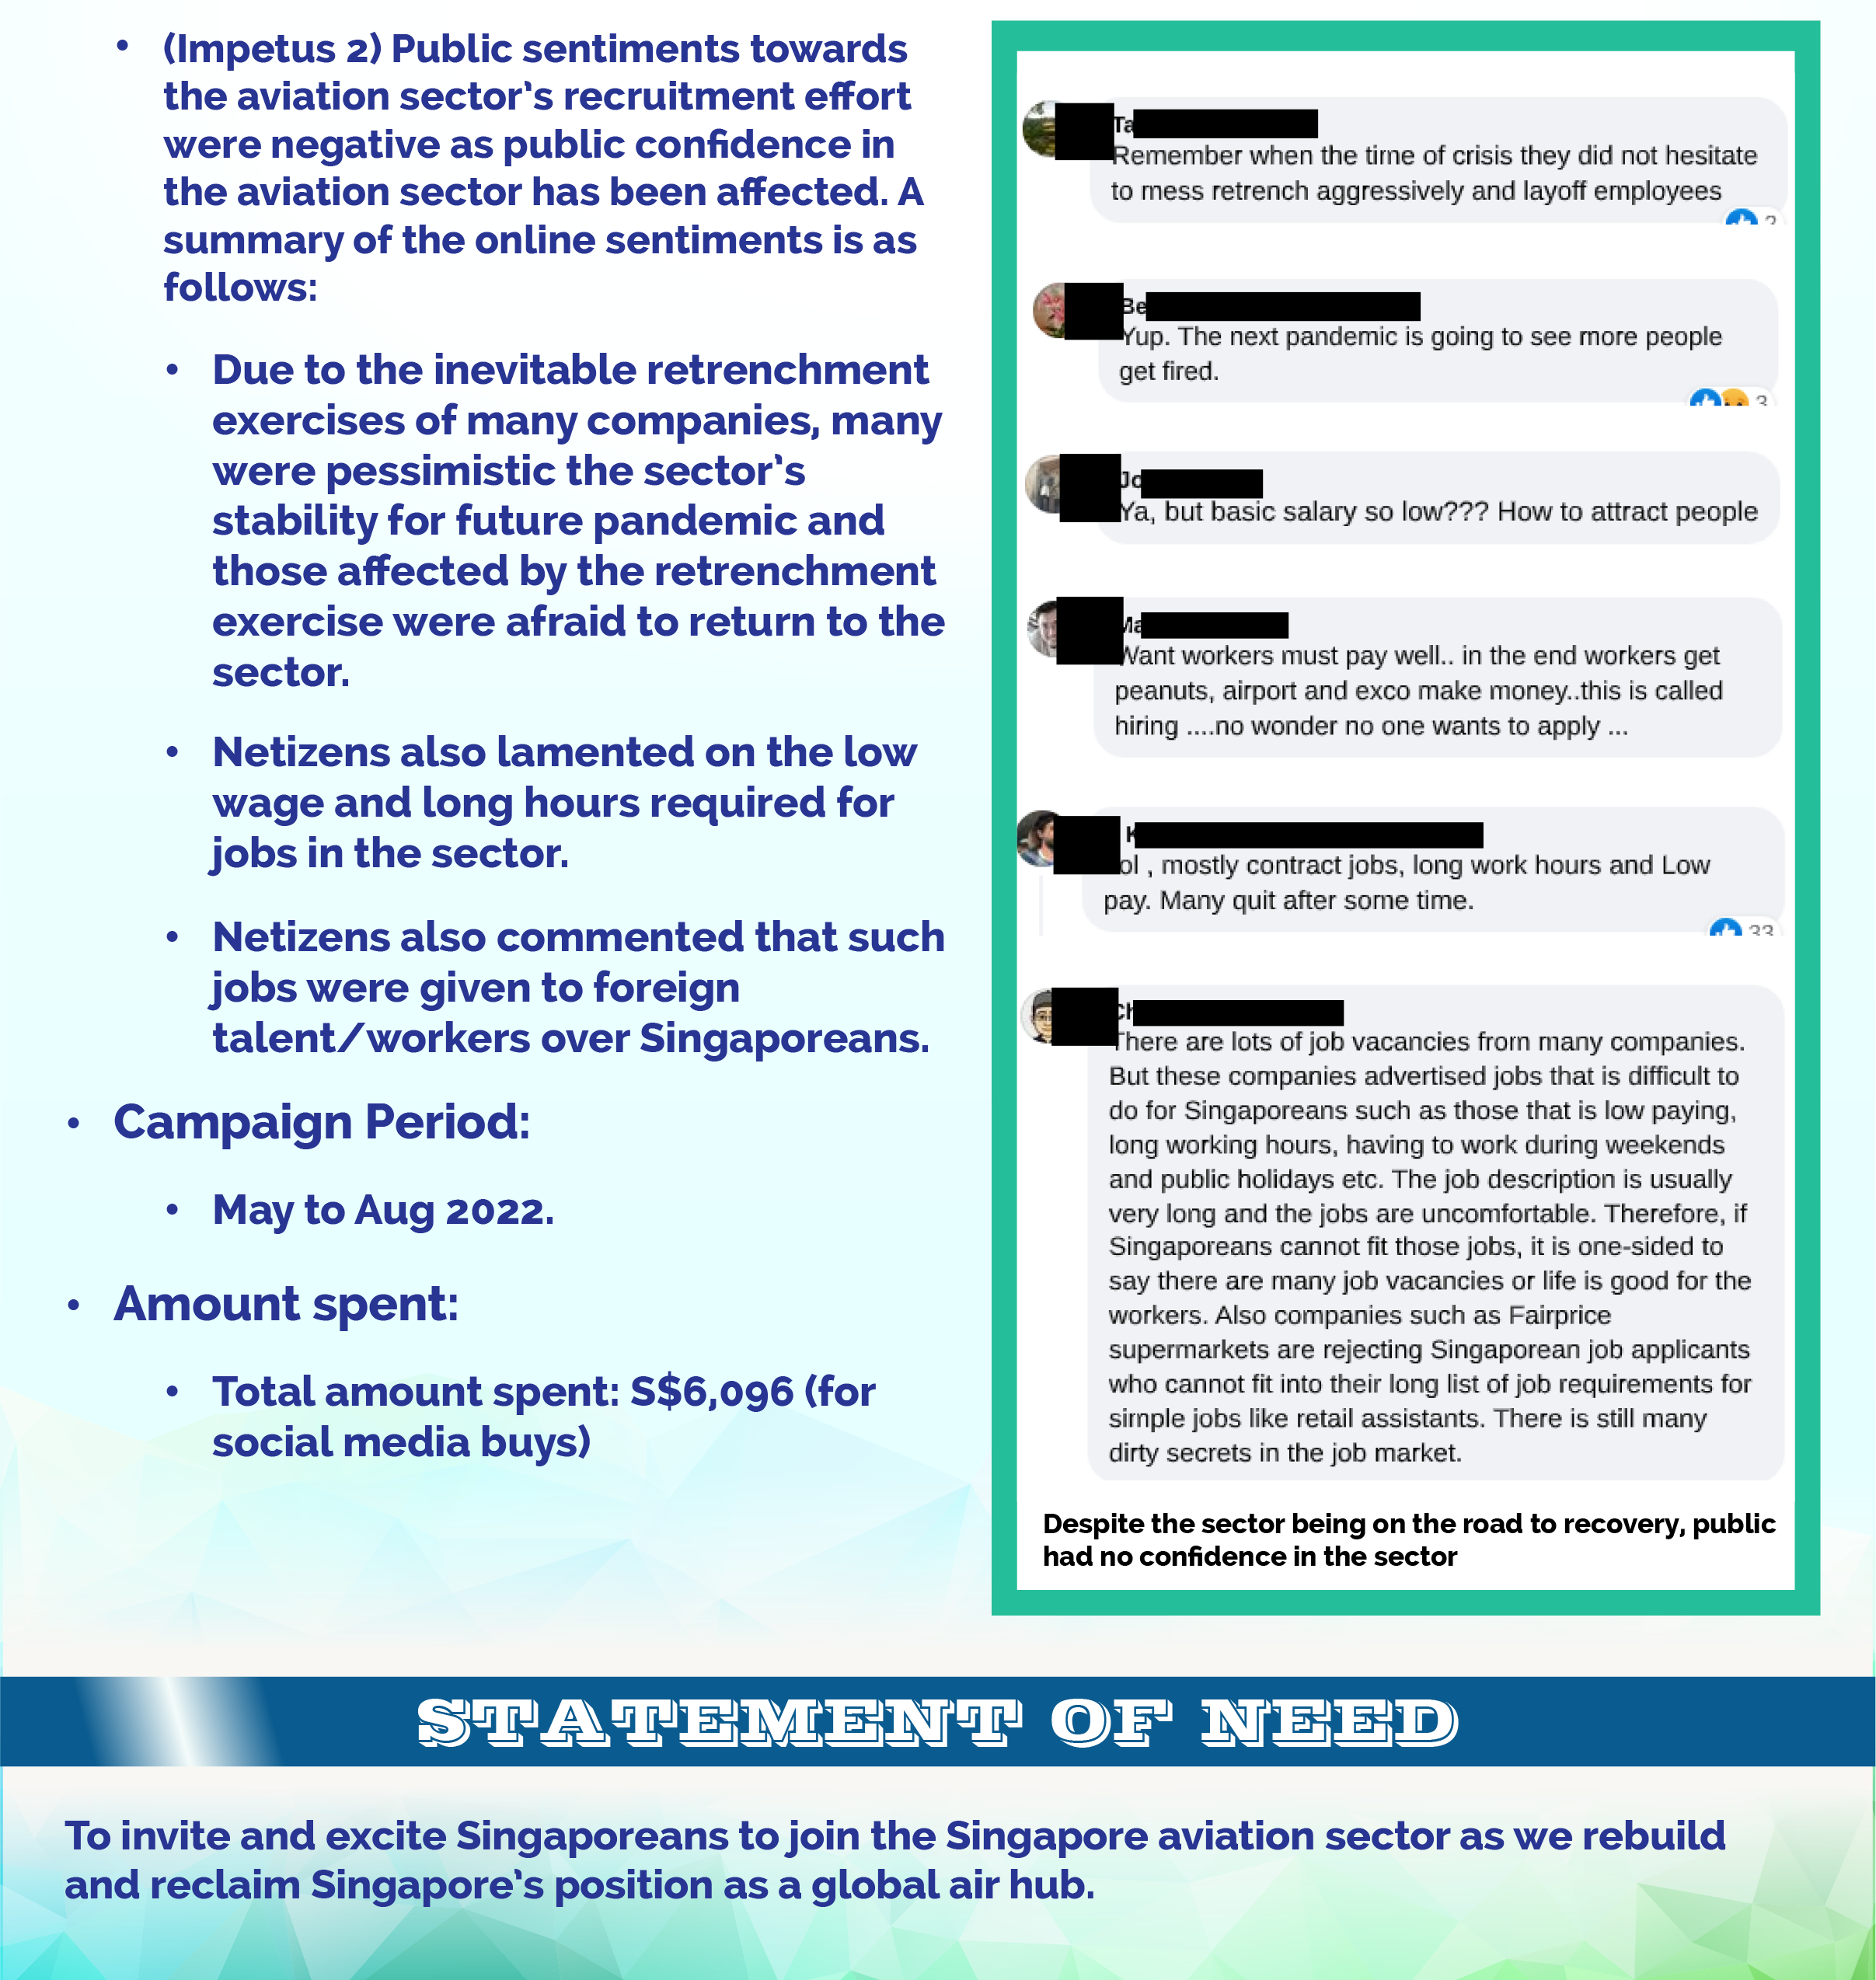 • (Impetus 2) Public sentiments towards
the aviation sector's recruitment effort
were negative as public confidence in
the aviation sector has been affected. A
summary of the online sentiments is as
follows:
• Due to the inevitable retrenchment
exercises of many companies, many
were pessimistic the sector's
stability for future pandemic and
those affected by the retrenchment
exercise were afraid to return to the
sector.
• Netizens also lamented on the low
wage and long hours required for
jobs in the sector.
• Netizens also commented that such
jobs were given to foreign
talent/workers over Singaporeans.
• Campaign Period:
• May to Aug 2022.
• Amount spent:
• Total amount spent: S$6,096 (for
social media buys)
Ta
Remember when the time of crisis they did not hesitate
to mess retrench aggressively and layoff employees
2
Be
Yup. The next pandemic is going to see more people
get fired.
3
Jo
Ya, but basic salary so low??? How to attract people
Ma
Want workers must pay well.. in the end workers get
peanuts, airport and exco make money..this is called
hiring ....no wonder no one wants to apply ...
K
ol , mostly contract jobs, long work hours and Low
pay. Many quit after some time.
33
Ch
There are lots of job vacancies from many companies.
But these companies advertised jobs that is difficult to
do for Singaporeans such as those that is low paying,
long working hours, having to work during weekends
and public holidays etc. The job description is usually
very long and the jobs are uncomfortable. Therefore, if
Singaporeans cannot fit those jobs, it is one-sided to
say there are many job vacancies or life is good for the
workers. Also companies such as Fairprice
supermarkets are rejecting Singaporean job applicants
who cannot fit into their long list of job requirements for
simple jobs like retail assistants. There is still many
dirty secrets in the job market.
Despite the sector being on the road to recovery, public
had no confidence in the sector
STATEMENT OF NEED
To invite and excite Singaporeans to join the Singapore aviation sector as we rebuild
and reclaim Singapore's position as a global air hub.